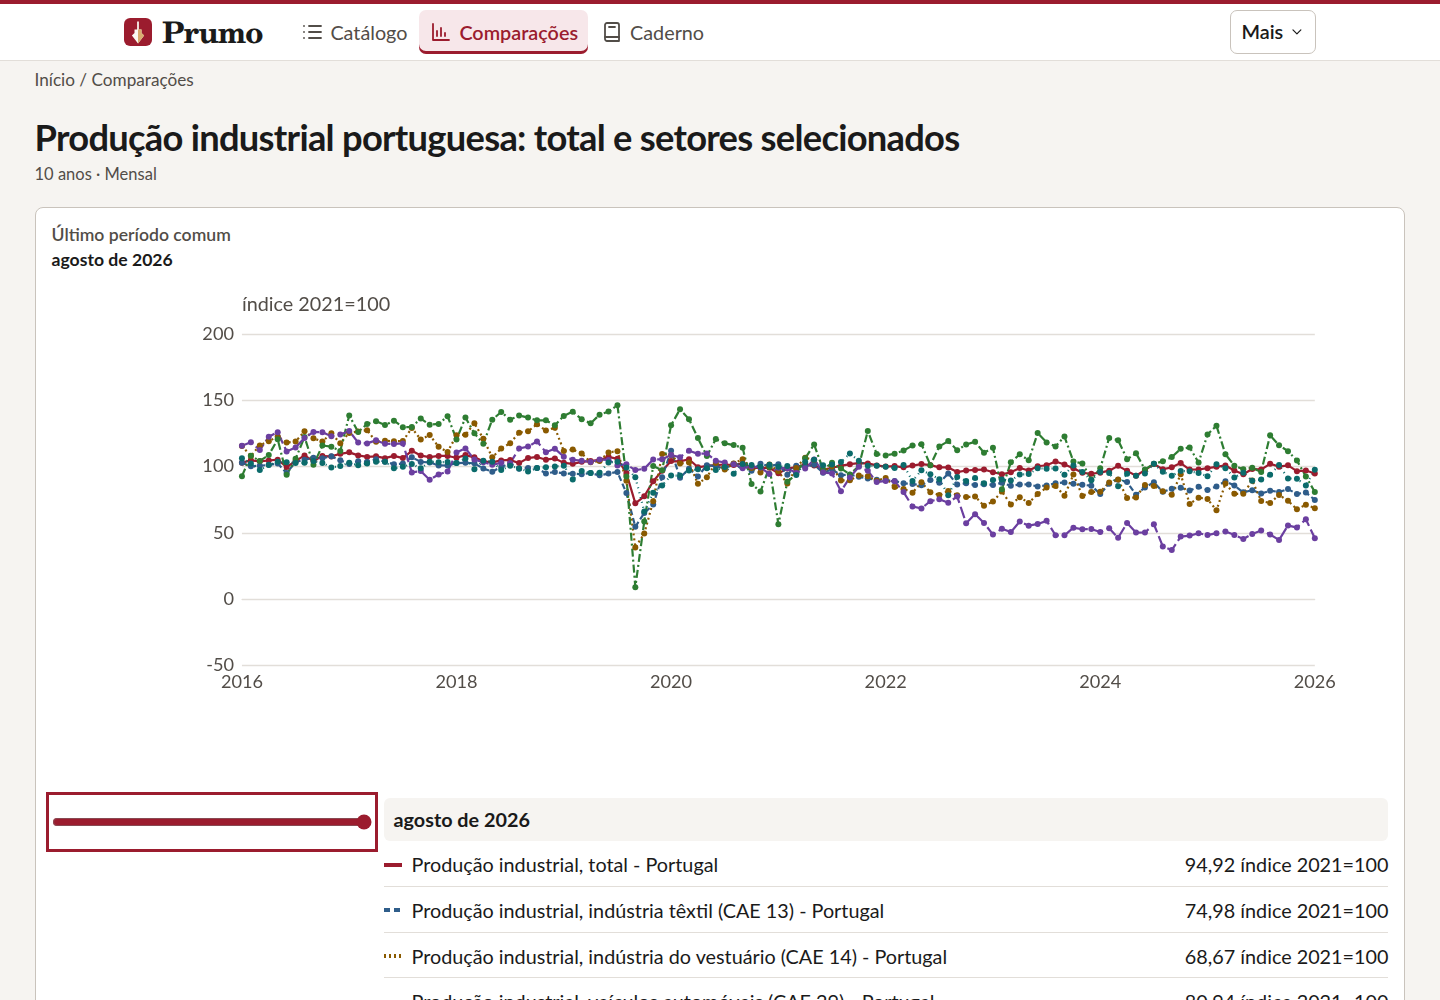 Prumo
Catálogo
Comparações
Caderno
Mais
Início / Comparações
Produção industrial portuguesa: total e setores selecionados
10 anos · Mensal
Último período comum
agosto de 2026
índice 2021=100
200
150
100
50
0
-50
2016 2018 2020 2022 2024 2026
agosto de 2026
Produção industrial, total - Portugal 94,92 índice 2021=100
Produção industrial, indústria têxtil (CAE 13) - Portugal 74,98 índice 2021=100
Produção industrial, indústria do vestuário (CAE 14) - Portugal 68,67 índice 2021=100